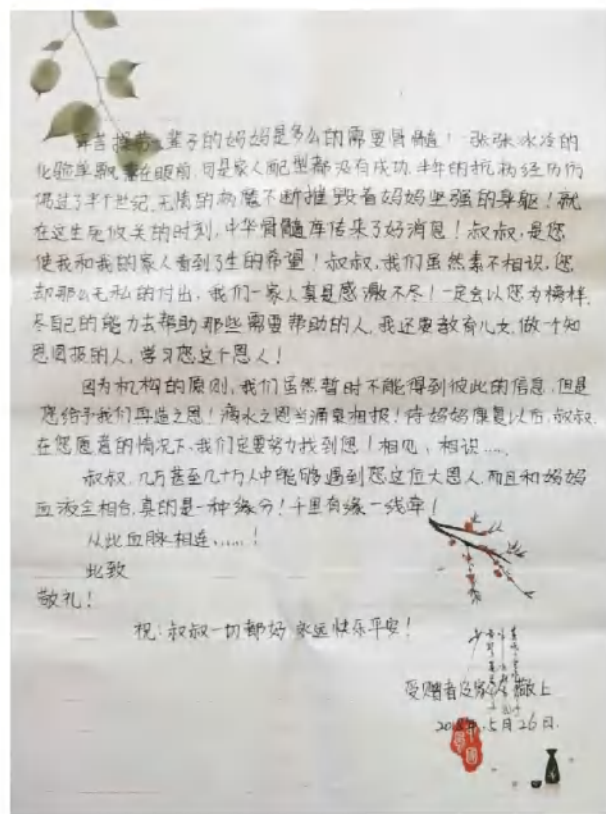 辛苦操劳一辈子的妈妈是多么的需要骨髓！一张张冰冷的
化验单飘落在眼前，可是家人配型都没有成功，半年的抗病经历仿
佛过了半个世纪，无情的病魔不断摧毁着妈妈坚强的身躯！就
在这生死攸关的时刻，中华骨髓库传来了好消息！叔叔，是您
使我和我的家人看到了生的希望！叔叔，我们虽然素不相识，您
却那么无私的付出，我们一家人真是感激不尽！一定会以您为榜样，
尽自己的能力去帮助那些需要帮助的人，我还要教育儿女，做一个知
恩图报的人，学习您这个恩人！
因为机构的原则，我们虽然暂时不能得到彼此的信息，但是
您给予我们再造之恩！滴水之恩当涌泉相报！待妈妈康复以后，叔叔，
在您愿意的情况下，我们定要努力找到您！相见，相识……
叔叔，几万甚至几十万人中能够遇到您这位大恩人，而且和妈妈
血液全相合，真的是一种缘分！千里有缘一线牵！
从此血脉相连……！
此致
敬礼！
祝：叔叔一切都好 永远快乐平安！
受赠者及家人 敬上
2018年5月26日.